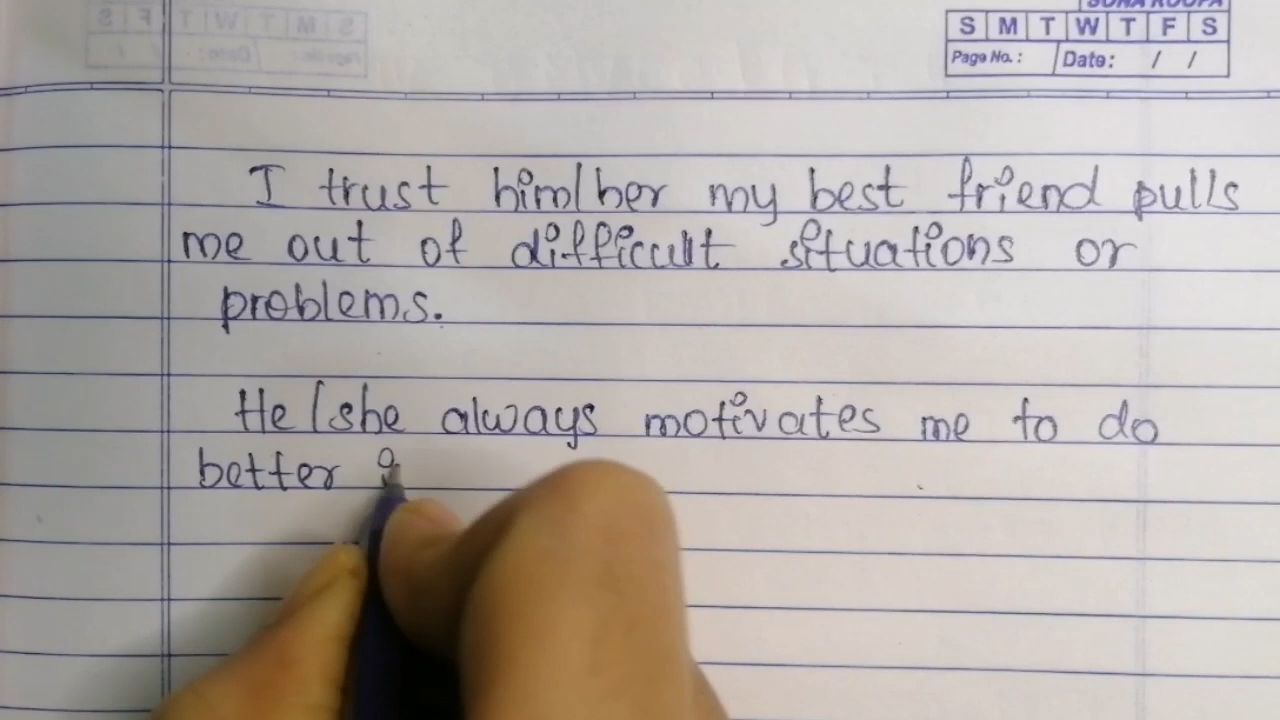 S M T W T F S
Page No.: Date: / /
I trust him/her my best friend pulls
me out of difficult situations or
problems.
He/she always motivates me to do
better